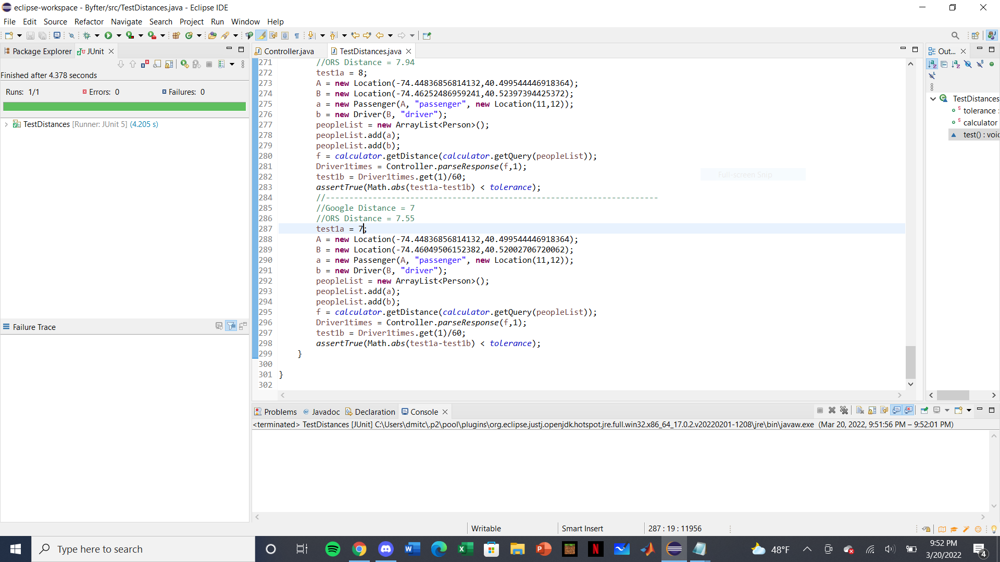 eclipse-workspace - Byfter/src/TestDistances.java - Eclipse IDE
File Edit Source Refactor Navigate Search Project Run Window Help
Package Explorer JUnit
Controller.java TestDistances.java
Out...
Finished after 4.378 seconds
Runs: 1/1 Errors: 0 Failures: 0
TestDistances [Runner: JUnit 5] (4.205 s)
Failure Trace
271 //ORS Distance = 7.94
272 test1a = 8;
273 A = new Location(-74.44836856814132,40.499544446918364);
274 B = new Location(-74.46252486959241,40.52397394425372);
275 a = new Passenger(A, "passenger", new Location(11,12));
276 b = new Driver(B, "driver");
277 peopleList = new ArrayList<Person>();
278 peopleList.add(a);
279 peopleList.add(b);
280 f = calculator.getDistance(calculator.getQuery(peopleList));
281 Driver1times = Controller.parseResponse(f,1);
282 test1b = Driver1times.get(1)/60;
283 assertTrue(Math.abs(test1a-test1b) < tolerance);
284 //-----------------------------------------------------------------------
285 //Google Distance = 7
286 //ORS Distance = 7.55
287 test1a = 7;
288 A = new Location(-74.44836856814132,40.499544446918364);
289 B = new Location(-74.46049506152382,40.52002706720062);
290 a = new Passenger(A, "passenger", new Location(11,12));
291 b = new Driver(B, "driver");
292 peopleList = new ArrayList<Person>();
293 peopleList.add(a);
294 peopleList.add(b);
295 f = calculator.getDistance(calculator.getQuery(peopleList));
296 Driver1times = Controller.parseResponse(f,1);
297 test1b = Driver1times.get(1)/60;
298 assertTrue(Math.abs(test1a-test1b) < tolerance);
299 }
300
301 }
302
Full-screen Snip
TestDistances
tolerance :
calculator
test() : voi
Problems Javadoc Declaration Console
<terminated> TestDistances [JUnit] C:\Users\dmitc\.p2\pool\plugins\org.eclipse.justj.openjdk.hotspot.jre.full.win32.x86_64_17.0.2.v20220201-1208\jre\bin\javaw.exe (Mar 20, 2022, 9:51:56 PM – 9:52:01 PM)
Writable Smart Insert 287 : 19 : 11956
Type here to search
48°F
9:52 PM
3/20/2022
4